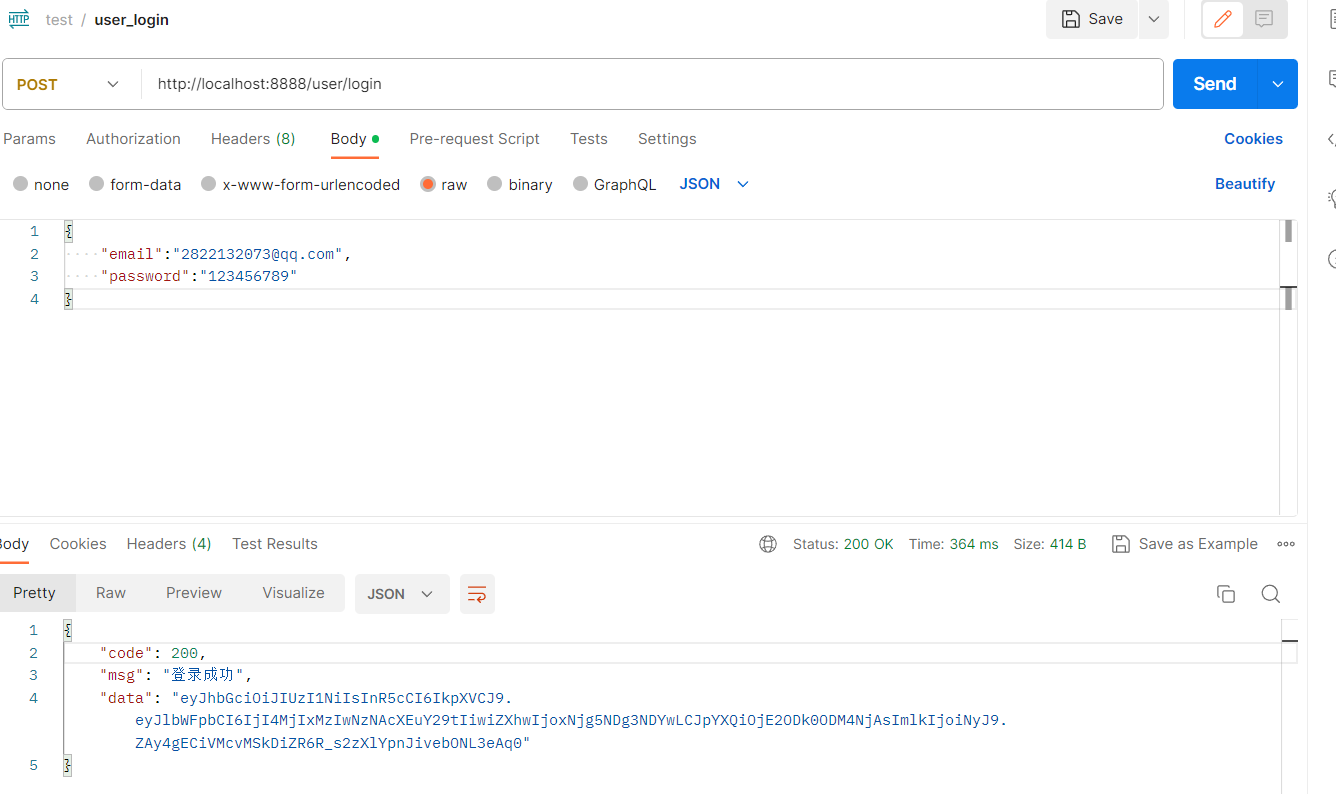 HTTP test / user_login Save
POST http://localhost:8888/user/login Send
Params Authorization Headers (8) Body Pre-request Script Tests Settings Cookies
none form-data x-www-form-urlencoded raw binary GraphQL JSON Beautify
1 {
2 "email":"2822132073@qq.com",
3 "password":"123456789"
4 }
Body Cookies Headers (4) Test Results Status: 200 OK Time: 364 ms Size: 414 B Save as Example
Pretty Raw Preview Visualize JSON
1 {
2 "code": 200,
3 "msg": "登录成功",
4 "data": "eyJhbGciOiJIUzI1NiIsInR5cCI6IkpXVCJ9.
eyJlbWFpbCI6IjI4MjIxMzIwNzNAcXEuY29tIiwiZXhwIjoxNjg5NDg3NDYwLCJpYXQiOjE2ODk0ODM4NjAsImlkIjoiNyJ9.
ZAy4gECiVMcvMSkDiZR6R_s2zXlYpnJivebONL3eAq0"
5 }